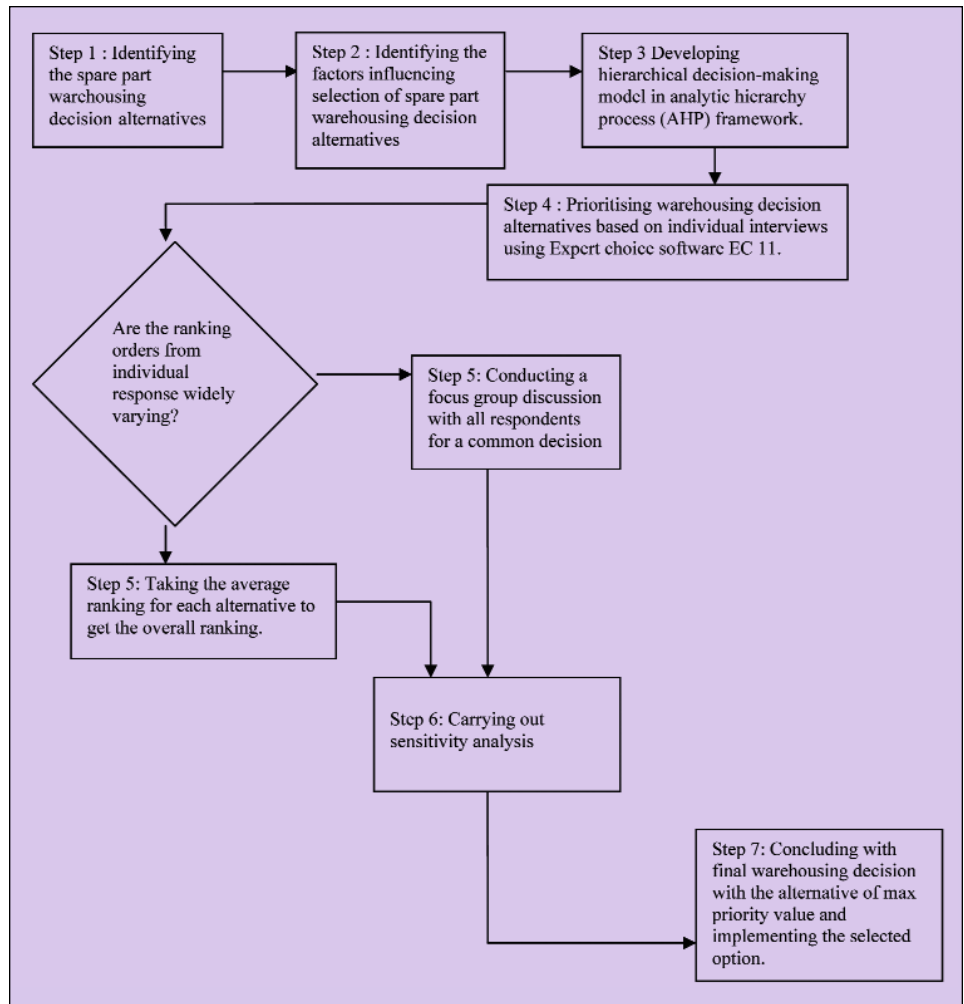 Step 1 : Identifying
the spare part
warehousing
decision alternatives
Step 2 : Identifying the
factors influencing
selection of spare part
warehousing decision
alternatives
Step 3 Developing
hierarchical decision-making
model in analytic hierarchy
process (AHP) framework.
Step 4 : Prioritising warehousing decision
alternatives based on individual interviews
using Expert choice software EC 11.
Are the ranking
orders from
individual
response widely
varying?
Step 5: Conducting a
focus group discussion
with all respondents
for a common decision
Step 5: Taking the average
ranking for each alternative to
get the overall ranking.
Step 6: Carrying out
sensitivity analysis
Step 7: Concluding with
final warehousing decision
with the alternative of max
priority value and
implementing the selected
option.